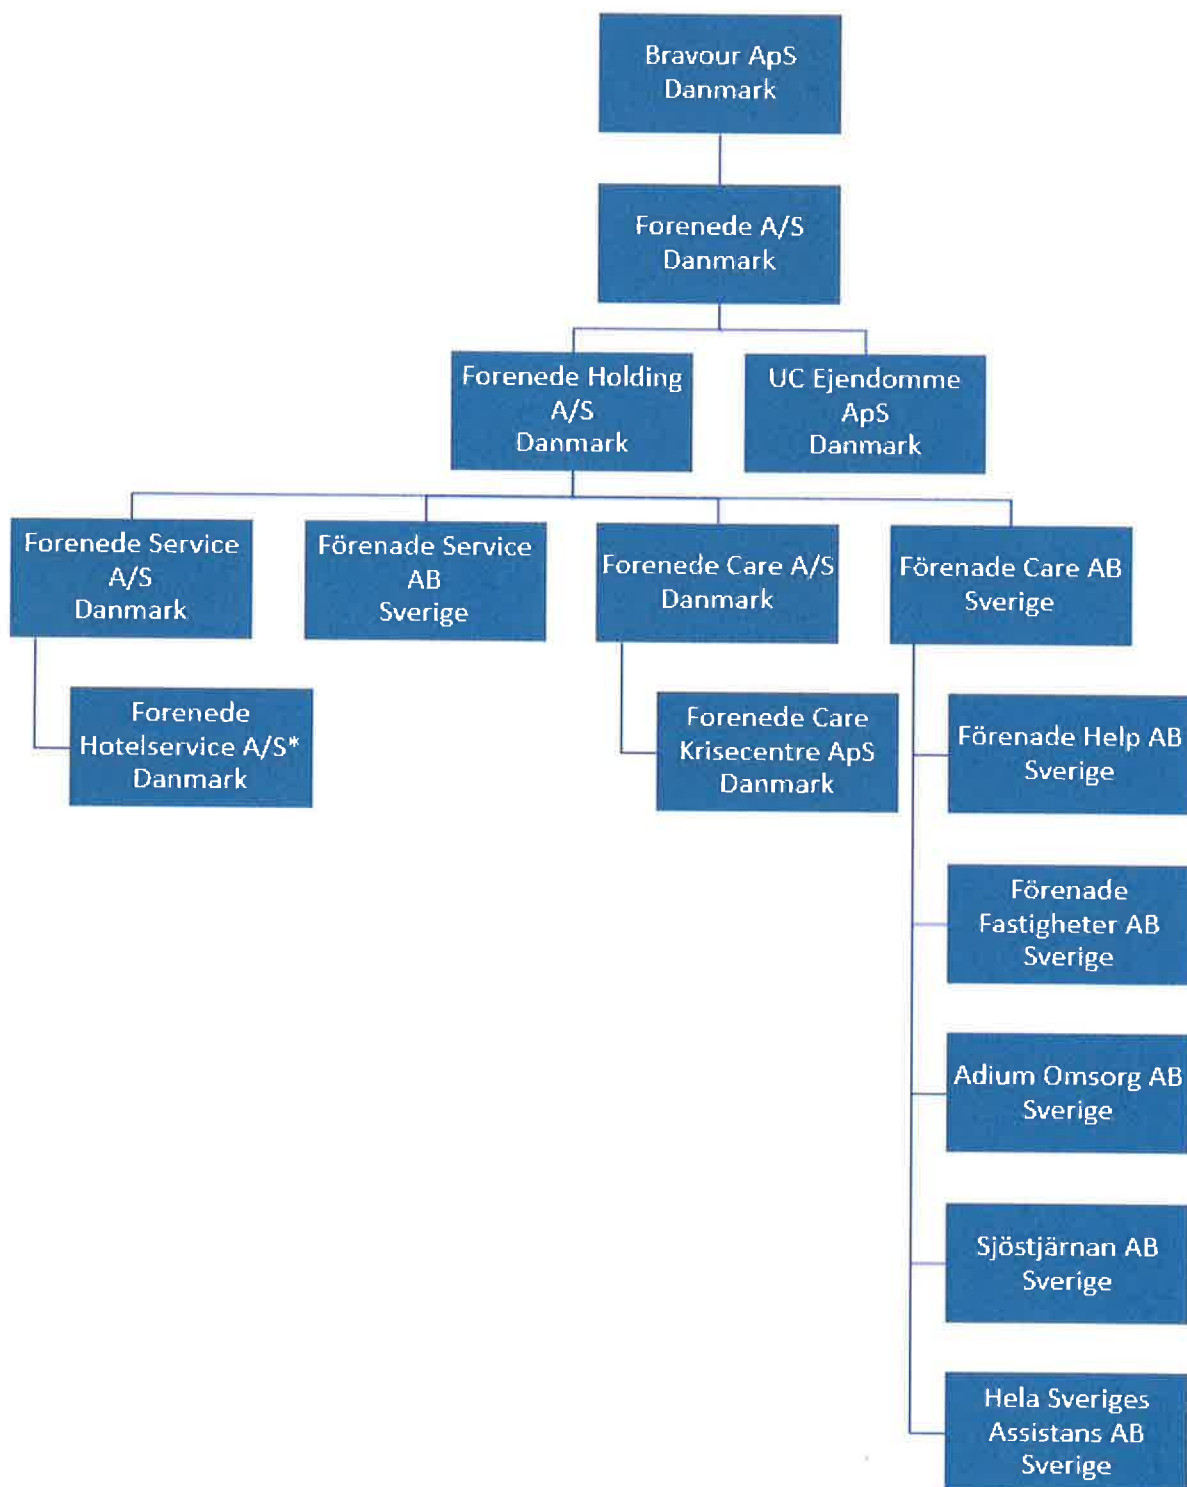 Bravour ApS
Danmark
Forenede A/S
Danmark
Forenede Holding
A/S
Danmark
UC Ejendomme
ApS
Danmark
Forenede Service
A/S
Danmark
Förenade Service
AB
Sverige
Forenede Care A/S
Danmark
Förenade Care AB
Sverige
Forenede
Hotelservice A/S*
Danmark
Forenede Care
Krisecentre ApS
Danmark
Förenade Help AB
Sverige
Förenade
Fastigheter AB
Sverige
Adium Omsorg AB
Sverige
Sjöstjärnan AB
Sverige
Hela Sveriges
Assistans AB
Sverige